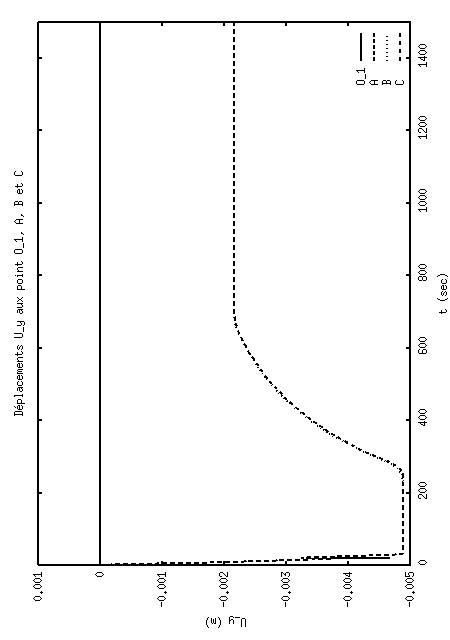 Déplacements U_y aux point O_1, A, B et C
O_1
A
B
C
0.001
0
-0.001
-0.002
-0.003
-0.004
-0.005
U_y (m)
0
200
400
600
800
1000
1200
1400
t (sec)